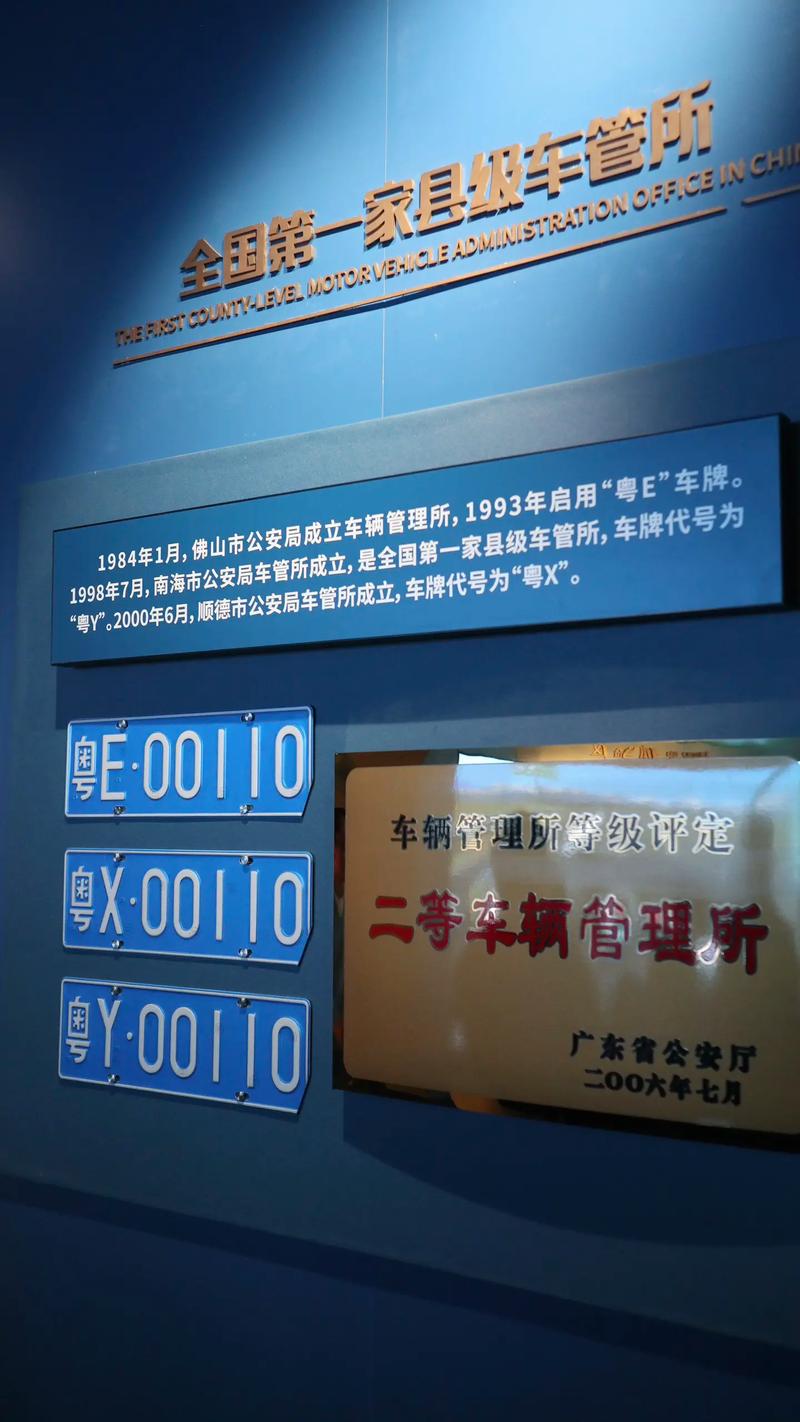 全国第一家县级车管所
THE FIRST COUNTY-LEVEL MOTOR VEHICLE ADMINISTRATION OFFICE IN
1984年1月，佛山市公安局成立车辆管理所，1993年启用“粤E”车牌。
1998年7月，南海市公安局车管所成立，是全国第一家县级车管所，车牌代号为
“粤Y”。2000年6月，顺德市公安局车管所成立，车牌代号为“粤X”。
粤E·00110
粤X·00110
粤Y·00110
车辆管理所等级评定
二等车辆管理所
广东省公安厅
二〇〇六年七月